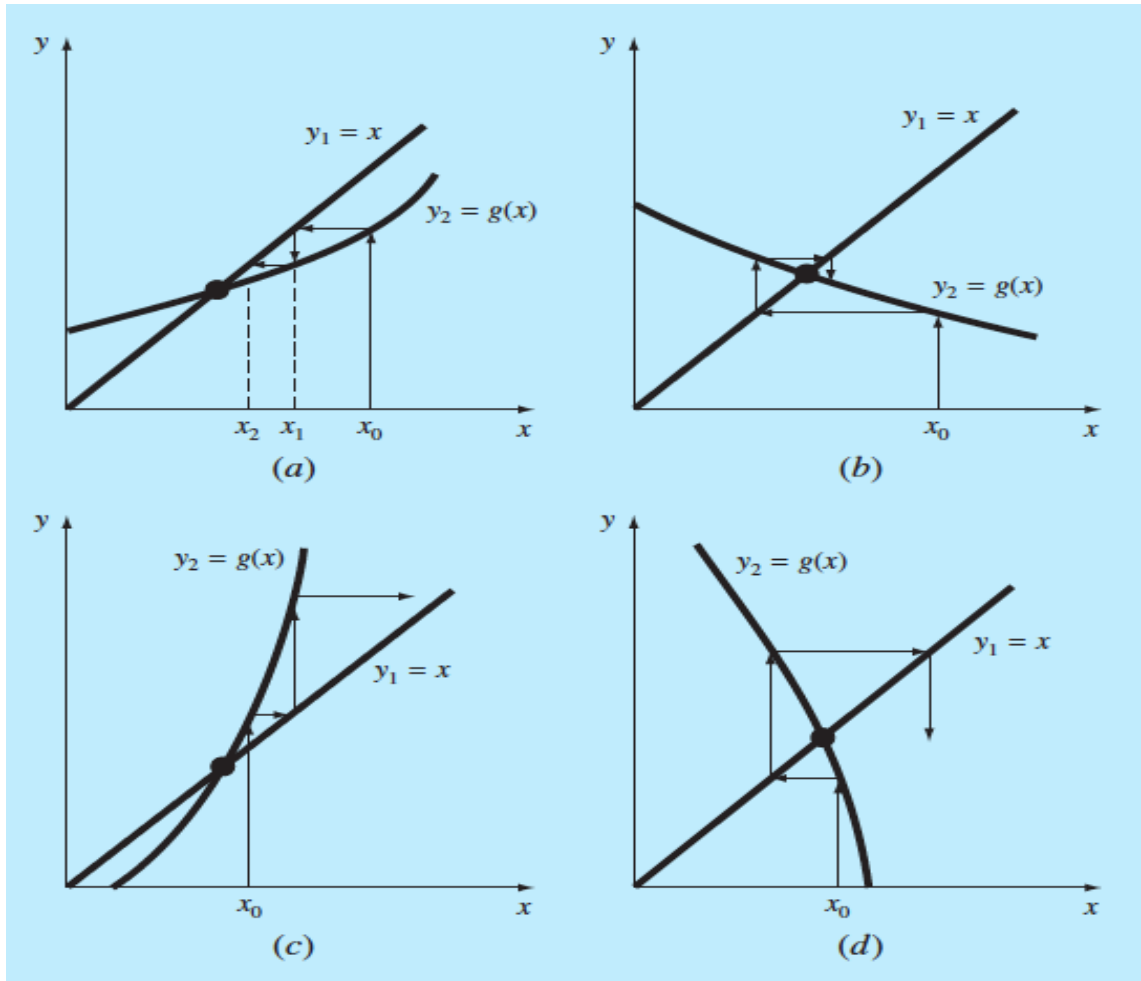 y
y₁ = x
y₂ = g(x)
x₂ x₁ x₀ x
(a)
y
y₁ = x
y₂ = g(x)
x₀ x
(b)
y
y₂ = g(x)
y₁ = x
x₀ x
(c)
y
y₂ = g(x)
y₁ = x
x₀ x
(d)